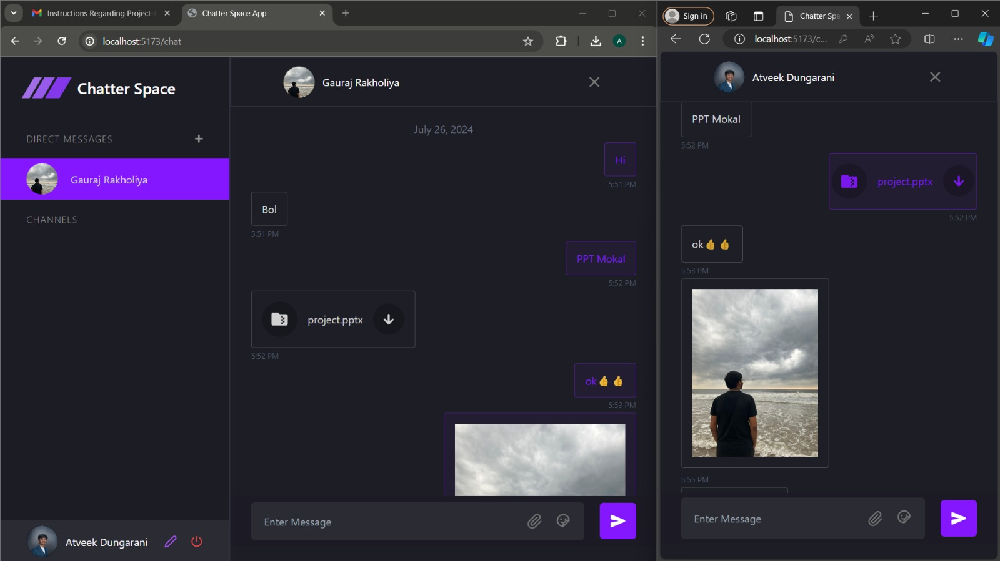 Instructions Regarding Project-
Chatter Space App
localhost:5173/chat
A
Chatter Space
DIRECT MESSAGES
Gauraj Rakholiya
CHANNELS
Atveek Dungarani
Gauraj Rakholiya
July 26, 2024
Hi
5:51 PM
Bol
5:51 PM
PPT Mokal
5:52 PM
project.pptx
5:52 PM
ok👍👍
5:53 PM
Enter Message
Sign in
Chatter Spa
localhost:5173/c...
Atveek Dungarani
PPT Mokal
5:52 PM
project.pptx
5:52 PM
ok👍👍
5:53 PM
5:55 PM
Enter Message